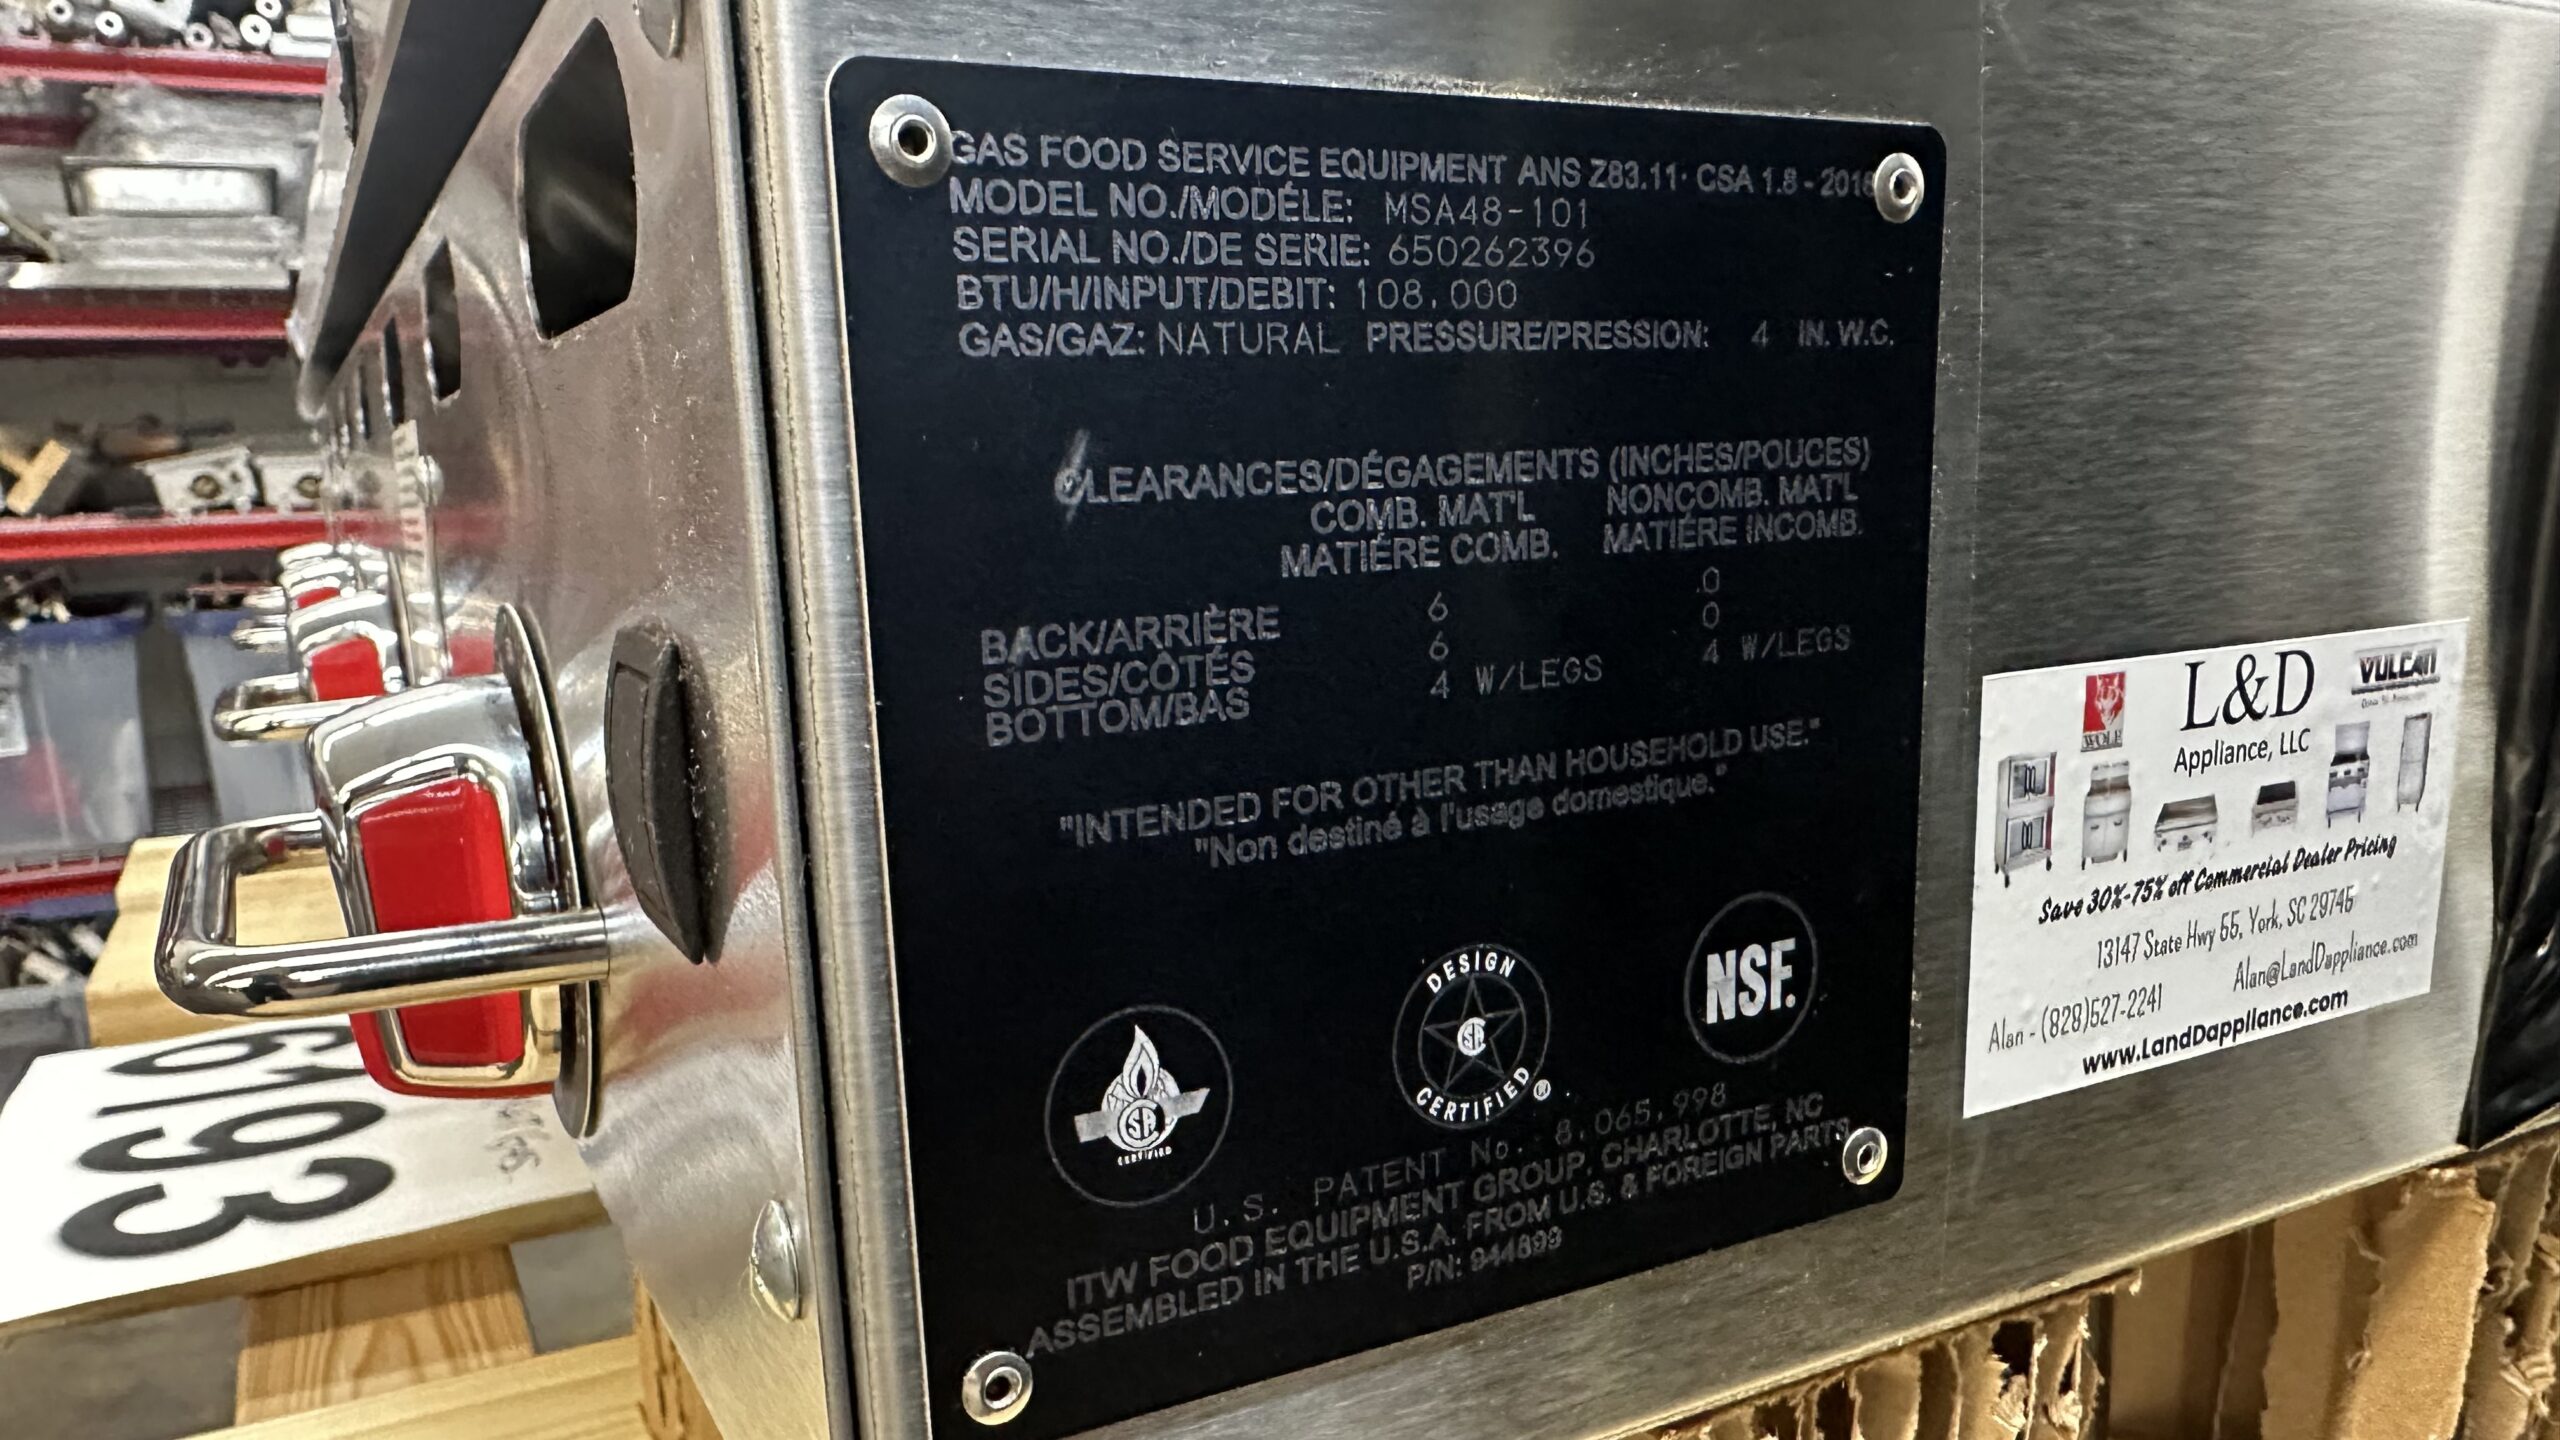 GAS FOOD SERVICE EQUIPMENT ANS Z83.11· CSA 1.8 - 2016
MODEL NO./MODÉLE: MSA48-101
SERIAL NO./DE SERIE: 650262396
BTU/H/INPUT/DEBIT: 108,000
GAS/GAZ: NATURAL PRESSURE/PRESSION: 4 IN. W.C.
CLEARANCES/DÉGAGEMENTS (INCHES/POUCES)
COMB. MAT'L NONCOMB. MAT'L
MATIÉRE COMB. MATIÉRE INCOMB.
BACK/ARRIÈRE 6 0
SIDES/CÔTÉS 6 0
BOTTOM/BAS 4 W/LEGS 4 W/LEGS
"INTENDED FOR OTHER THAN HOUSEHOLD USE."
"Non destiné à l'usage domestique."
CERTIFIED
DESIGN
CERTIFIED ®
NSF.
U.S. PATENT No. 8,065,998
ITW FOOD EQUIPMENT GROUP, CHARLOTTE, NC
ASSEMBLED IN THE U.S.A. FROM U.S. & FOREIGN PARTS
P/N: 944899
WOLF
L&D
Appliance, LLC
VULCAN
Save 30%-75% off Commercial Dealer Pricing
13147 State Hwy 55, York, SC 29745
Alan@LandDappliance.com
Alan - (828)527-2241
www.LandDappliance.com
6193